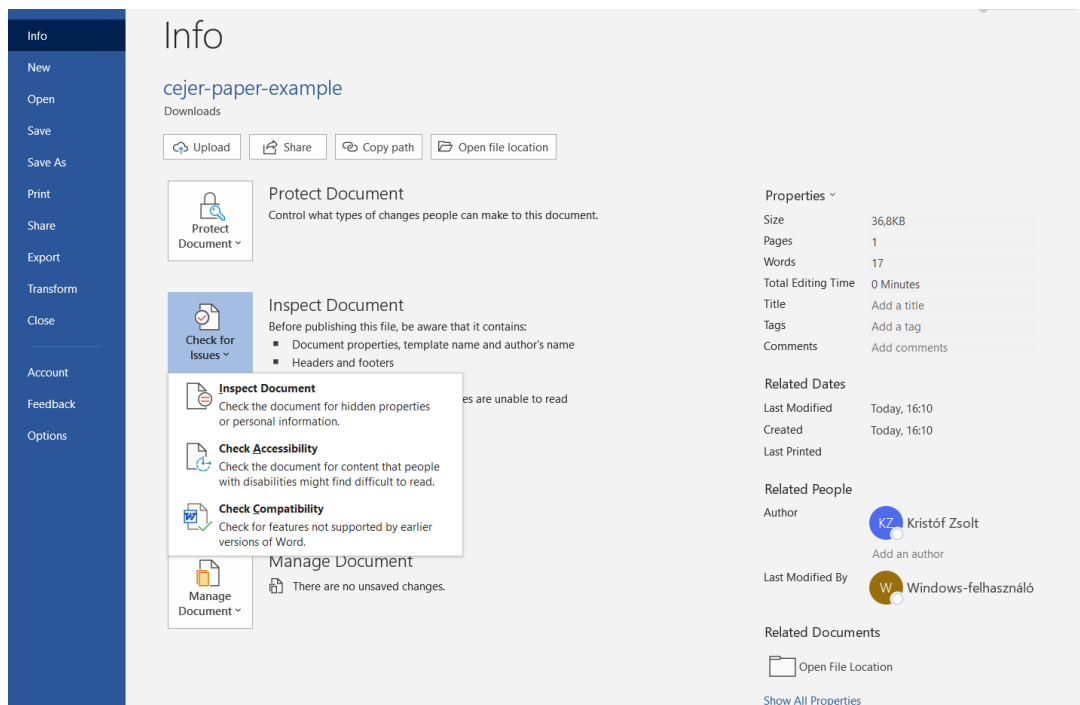 Info
New
Open
Save
Save As
Print
Share
Export
Transform
Close
Account
Feedback
Options
Info
cejer-paper-example
Downloads
Upload
Share
Copy path
Open file location
Protect
Document
Protect Document
Control what types of changes people can make to this document.
Check for
Issues
Inspect Document
Before publishing this file, be aware that it contains:
Document properties, template name and author's name
Headers and footers
es are unable to read
Inspect Document
Check the document for hidden properties
or personal information.
Check Accessibility
Check the document for content that people
with disabilities might find difficult to read.
Check Compatibility
Check for features not supported by earlier
versions of Word.
Manage
Document
Manage Document
There are no unsaved changes.
Properties
Size 36,8KB
Pages 1
Words 17
Total Editing Time 0 Minutes
Title Add a title
Tags Add a tag
Comments Add comments
Related Dates
Last Modified Today, 16:10
Created Today, 16:10
Last Printed
Related People
Author KZ Kristóf Zsolt
Add an author
Last Modified By W Windows-felhasználó
Related Documents
Open File Location
Show All Properties